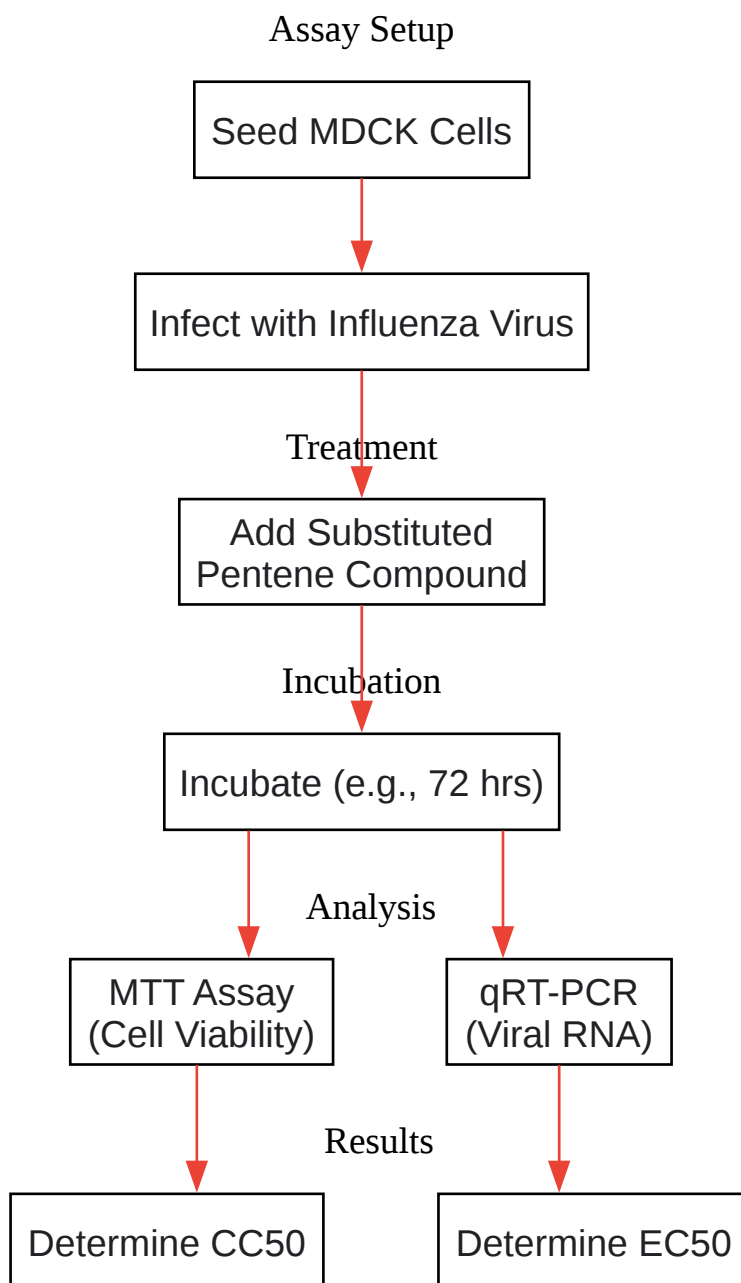 Assay Setup
Seed MDCK Cells
Infect with Influenza Virus
Treatment
Add Substituted
Pentene Compound
Incubation
Incubate (e.g., 72 hrs)
Analysis
MTT Assay
(Cell Viability)
qRT-PCR
(Viral RNA)
Results
Determine CC50
Determine EC50